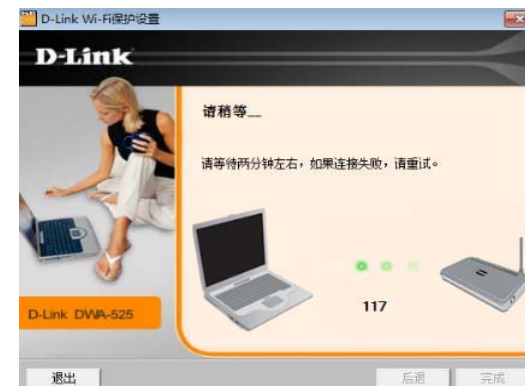 D-Link Wi-Fi保护设置
D-Link
请稍等__
请等待两分钟左右，如果连接失败，请重试。
117
D-Link DWA-525
退出
后退
完成